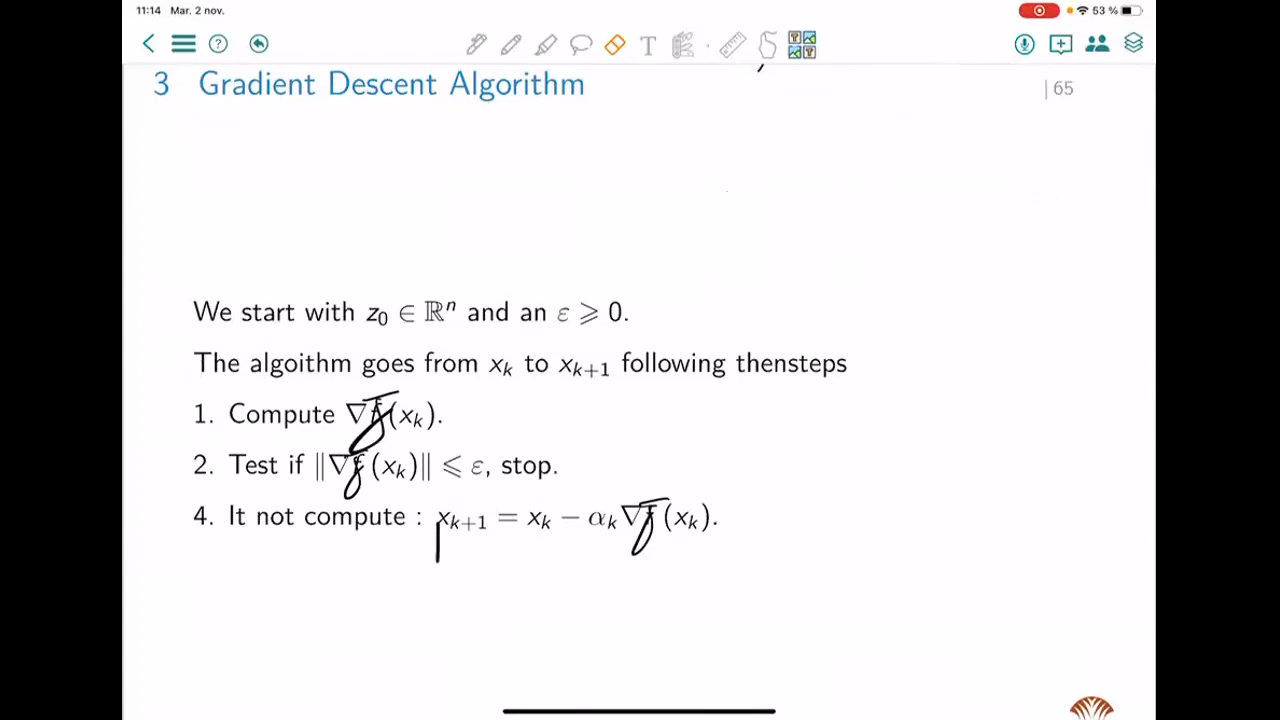 11:14 Mar. 2 nov.
53 %
3 Gradient Descent Algorithm
| 65
We start with z₀ ∈ ℝⁿ and an ε ⩾ 0.
The algoithm goes from xₖ to xₖ₊₁ following thensteps
1. Compute ∇f(xₖ).
2. Test if ‖∇f(xₖ)‖ ⩽ ε, stop.
4. It not compute : xₖ₊₁ = xₖ − αₖ∇f(xₖ).